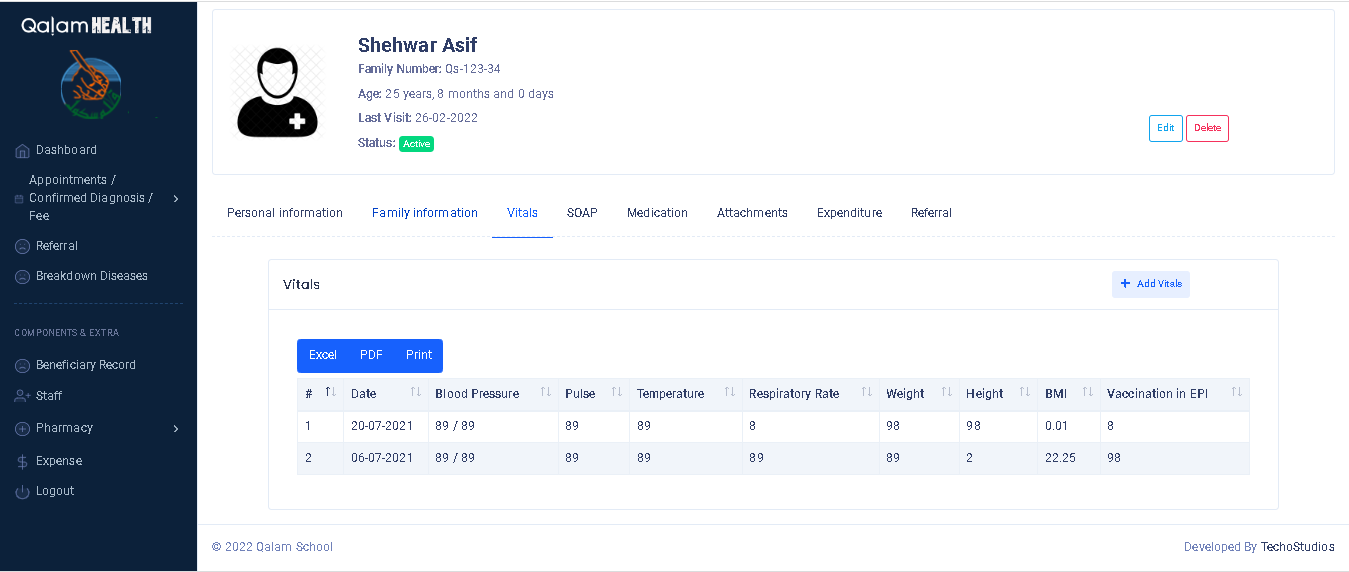 Qalam HEALTH
Dashboard
Appointments /
Confirmed Diagnosis /
Fee
Referral
Breakdown Diseases
COMPONENTS & EXTRA
Beneficiary Record
Staff
Pharmacy
Expense
Logout
Shehwar Asif
Family Number: Qs-123-34
Age: 25 years, 8 months and 0 days
Last Visit: 26-02-2022
Status: Active
Edit Delete
Personal information Family information Vitals SOAP Medication Attachments Expenditure Referral
Vitals + Add Vitals
Excel PDF Print
# Date Blood Pressure Pulse Temperature Respiratory Rate Weight Height BMI Vaccination in EPI
1 20-07-2021 89 / 89 89 89 8 98 98 0.01 8
2 06-07-2021 89 / 89 89 89 89 89 2 22.25 98
© 2022 Qalam School Developed By TechoStudios